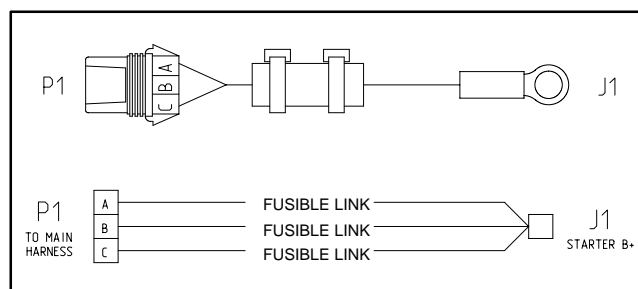 P1
A
B
C
J1
P1
TO MAIN
HARNESS
A
B
C
FUSIBLE LINK
FUSIBLE LINK
FUSIBLE LINK
J1
STARTER B+